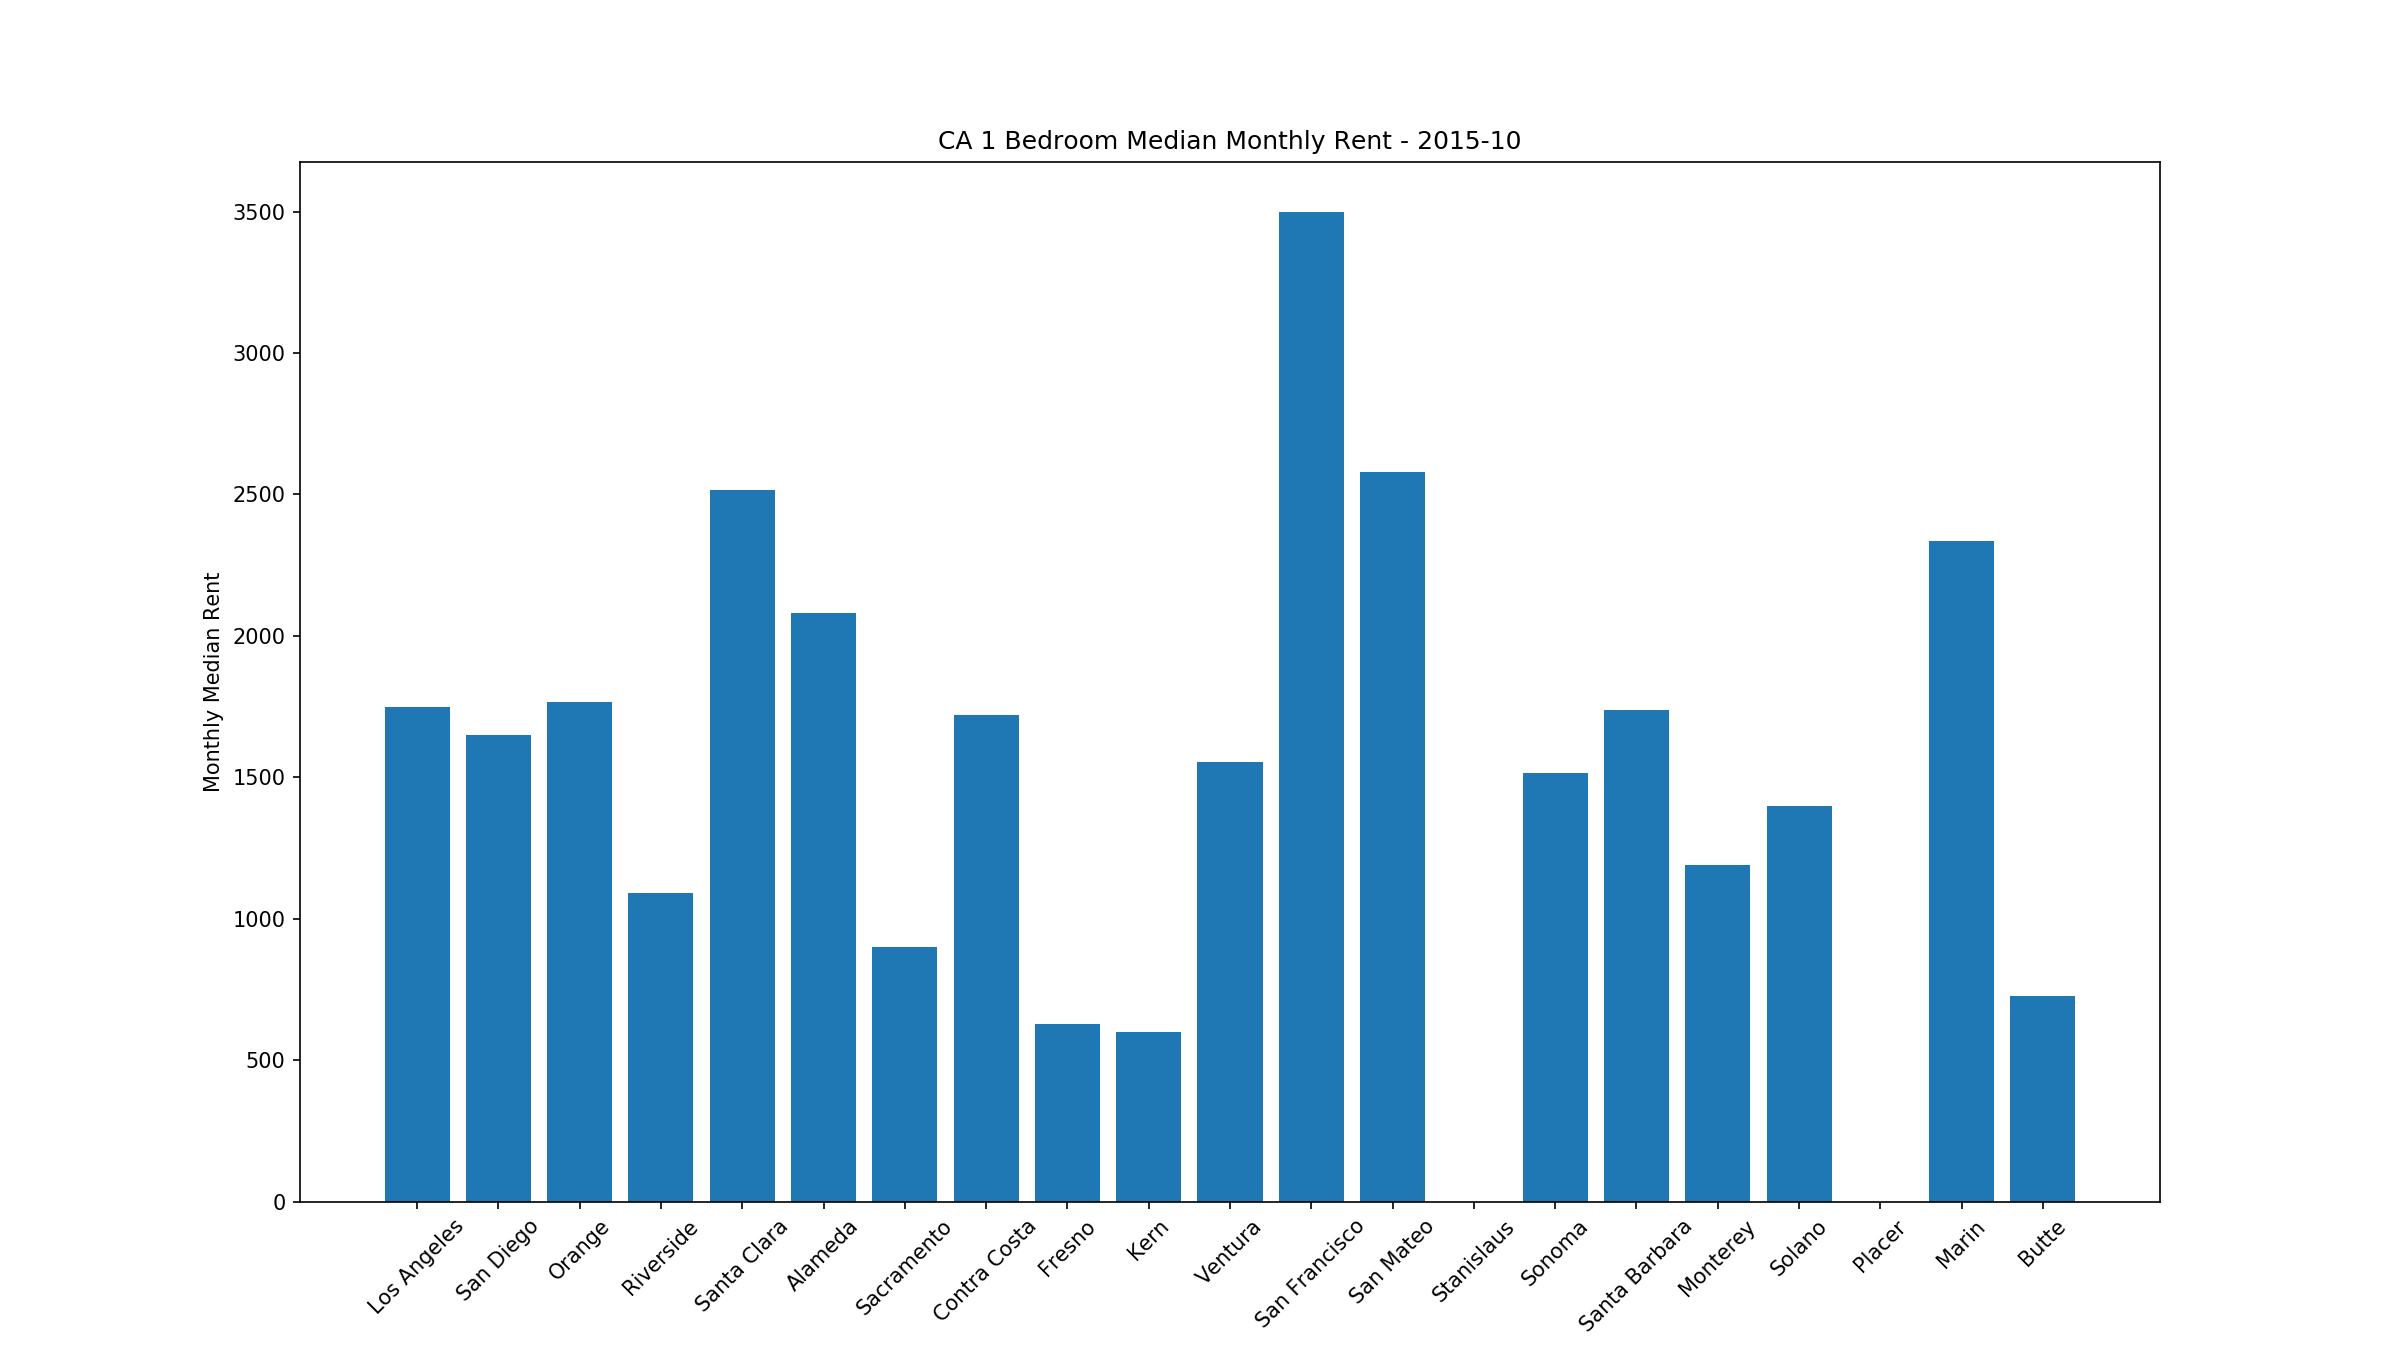 CA 1 Bedroom Median Monthly Rent - 2015-10
Monthly Median Rent
3500
3000
2500
2000
1500
1000
500
0
Los Angeles
San Diego
Orange
Riverside
Santa Clara
Alameda
Sacramento
Contra Costa
Fresno
Kern
Ventura
San Francisco
San Mateo
Stanislaus
Sonoma
Santa Barbara
Monterey
Solano
Placer
Marin
Butte